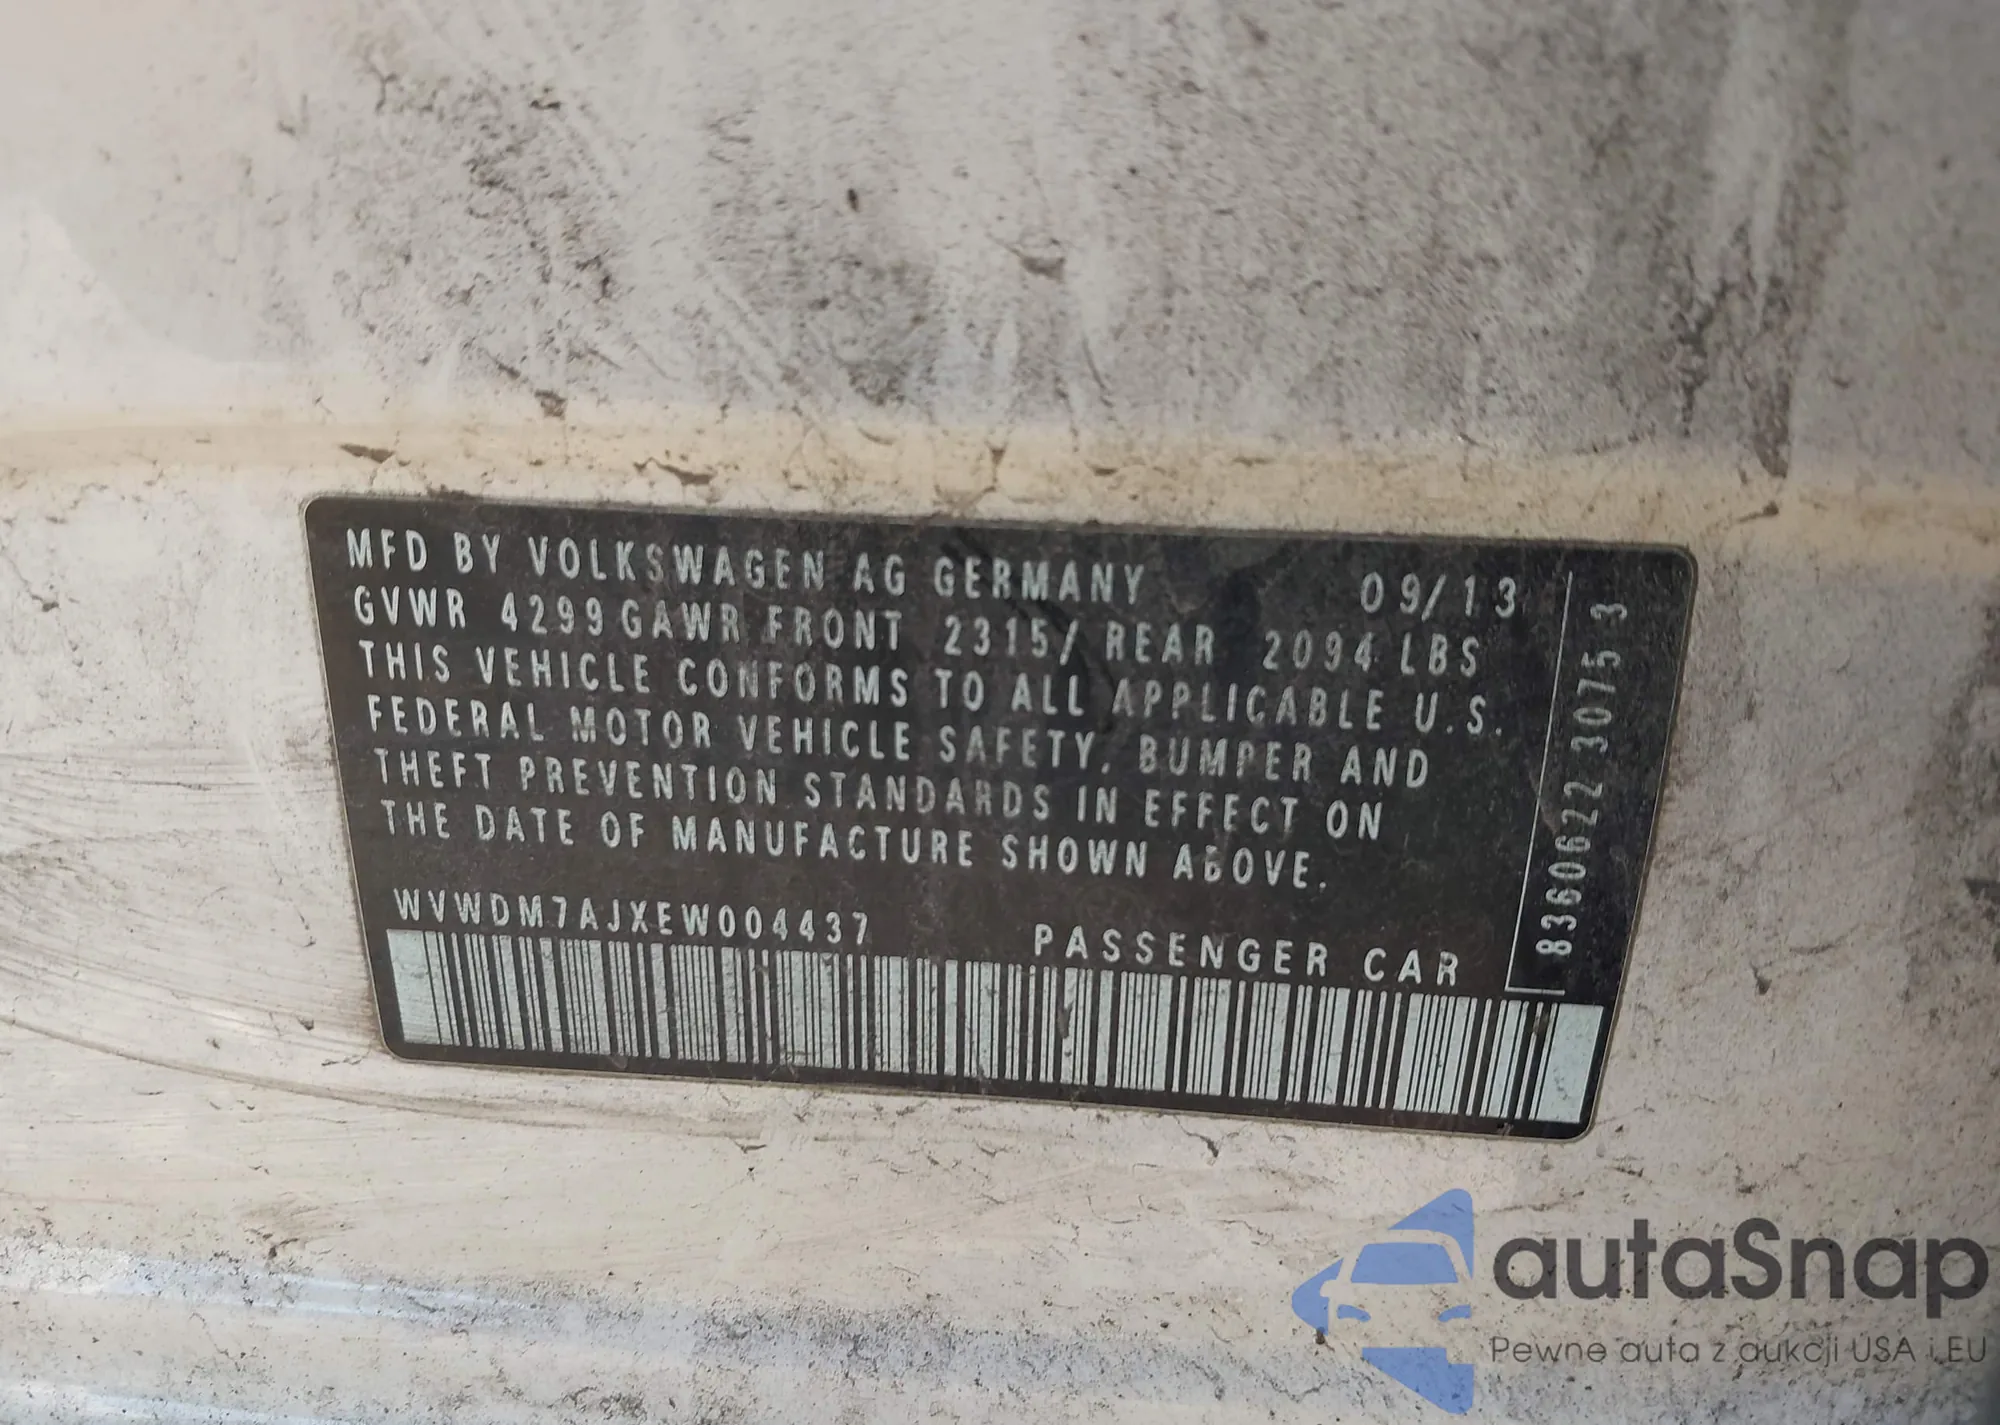 MFD BY VOLKSWAGEN AG GERMANY 09/13
GVWR 4299 GAWR FRONT 2315/ REAR 2094 LBS
THIS VEHICLE CONFORMS TO ALL APPLICABLE U.S.
FEDERAL MOTOR VEHICLE SAFETY, BUMPER AND
THEFT PREVENTION STANDARDS IN EFFECT ON
THE DATE OF MANUFACTURE SHOWN ABOVE.
WVWDM7AJXEW004437 PASSENGER CAR
8360622 3075 3
autaSnap
Pewne auta z aukcji USA i EU